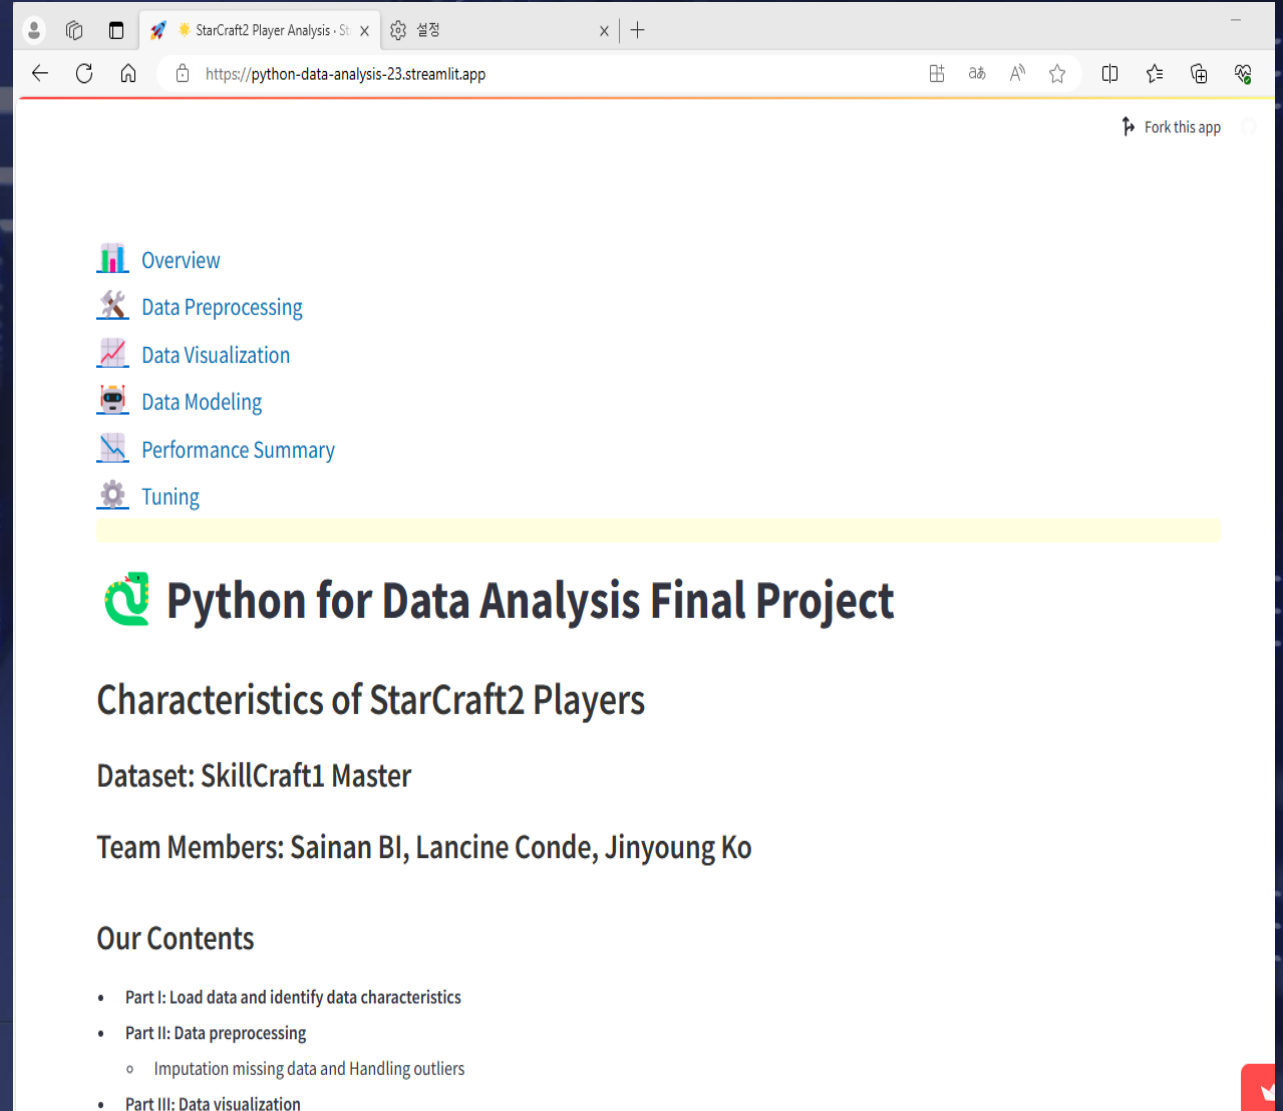 StarCraft2 Player Analysis · St
설정
https://python-data-analysis-23.streamlit.app
Fork this app
Overview
Data Preprocessing
Data Visualization
Data Modeling
Performance Summary
Tuning
Python for Data Analysis Final Project
Characteristics of StarCraft2 Players
Dataset: SkillCraft1 Master
Team Members: Sainan BI, Lancine Conde, Jinyoung Ko
Our Contents
• Part I: Load data and identify data characteristics
• Part II: Data preprocessing
◦ Imputation missing data and Handling outliers
• Part III: Data visualization